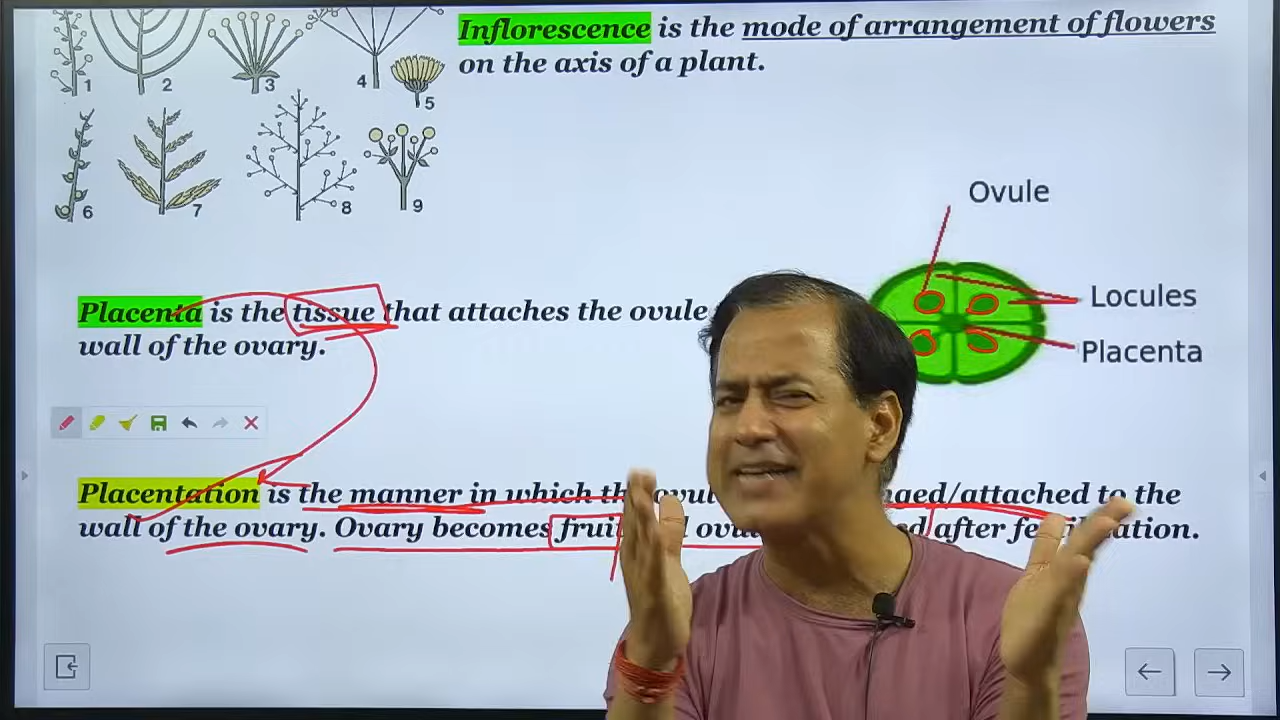 Inflorescence is the mode of arrangement of flowers
on the axis of a plant.
1 2 3 4 5
6 7 8 9
Ovule
Locules
Placenta
Placenta is the tissue that attaches the ovule
wall of the ovary.
Placentation is the manner in which attached to the
wall of the ovary. Ovary becomes after